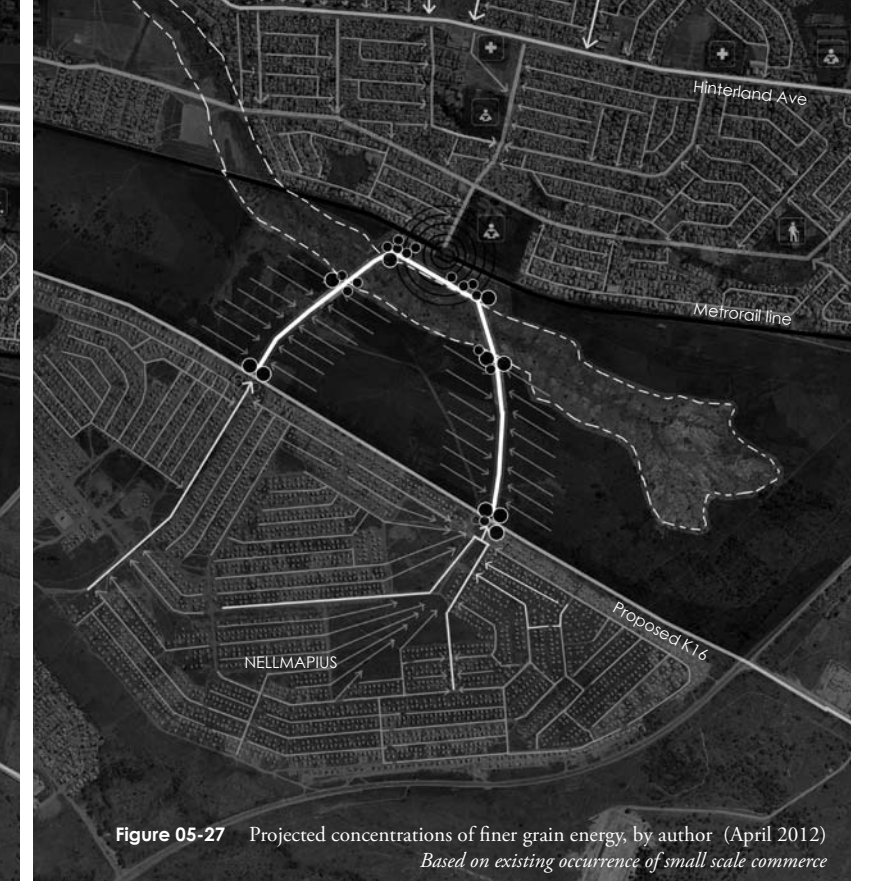 Hinterland Ave
Metrorail line
Proposed K16
NELLMAPIUS
Figure 05-27 Projected concentrations of finer grain energy, by author (April 2012)
Based on existing occurrence of small scale commerce